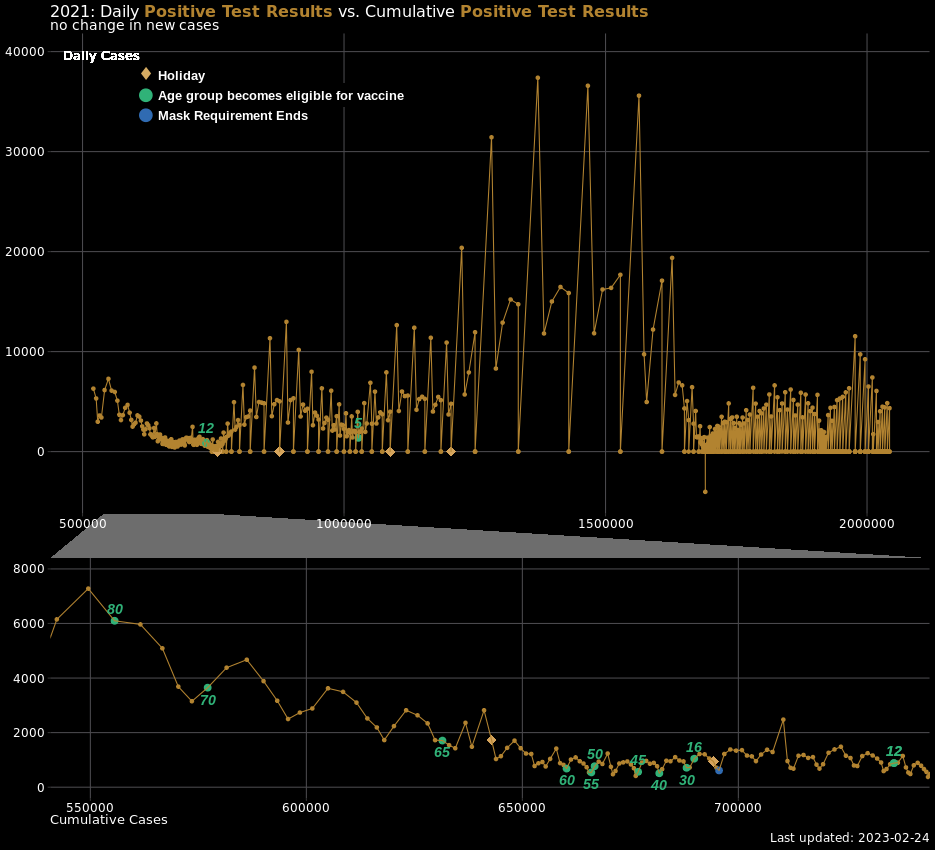 2021: Daily Positive Test Results vs. Cumulative Positive Test Results
no change in new cases
Daily Cases
Holiday
Age group becomes eligible for vaccine
Mask Requirement Ends
40000
30000
20000
10000
0
12
5
500000 1000000 1500000 2000000
8000
6000
4000
2000
0
80
70
65
60
55
50
45
40
30
16
12
550000 600000 650000 700000
Cumulative Cases
Last updated: 2023-02-24